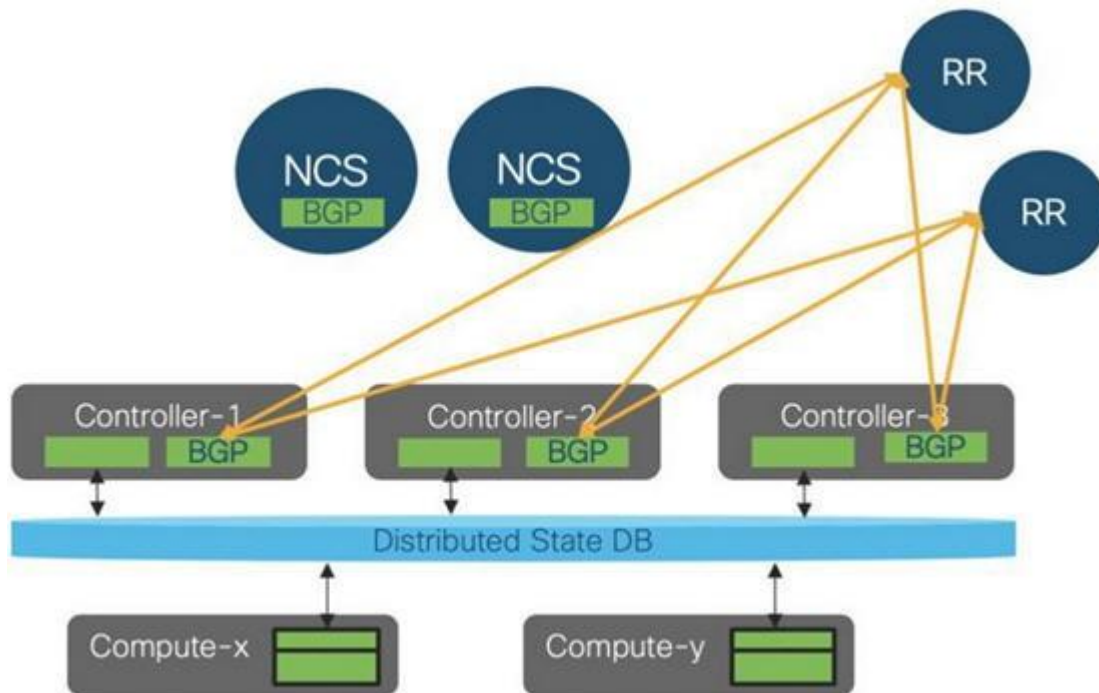 RR
NCS
BGP
NCS
BGP
RR
Controller-1
BGP
Controller-2
BGP
Controller-3
BGP
Distributed State DB
Compute-x
Compute-y